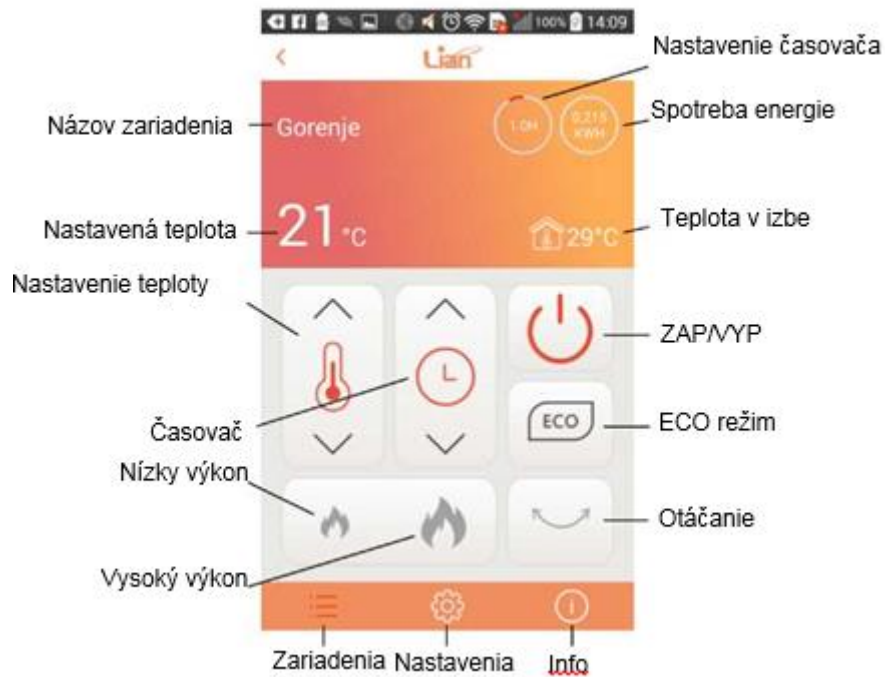 100% 14:09
Lian
Nastavenie časovača
Názov zariadenia
Gorenje
1.0H
0,215
KWH
Spotreba energie
Nastavená teplota
21 °C
29°C
Teplota v izbe
Nastavenie teploty
ZAP/VYP
Časovač
ECO
ECO režim
Nízky výkon
Otáčanie
Vysoký výkon
Zariadenia
Nastavenia
Info